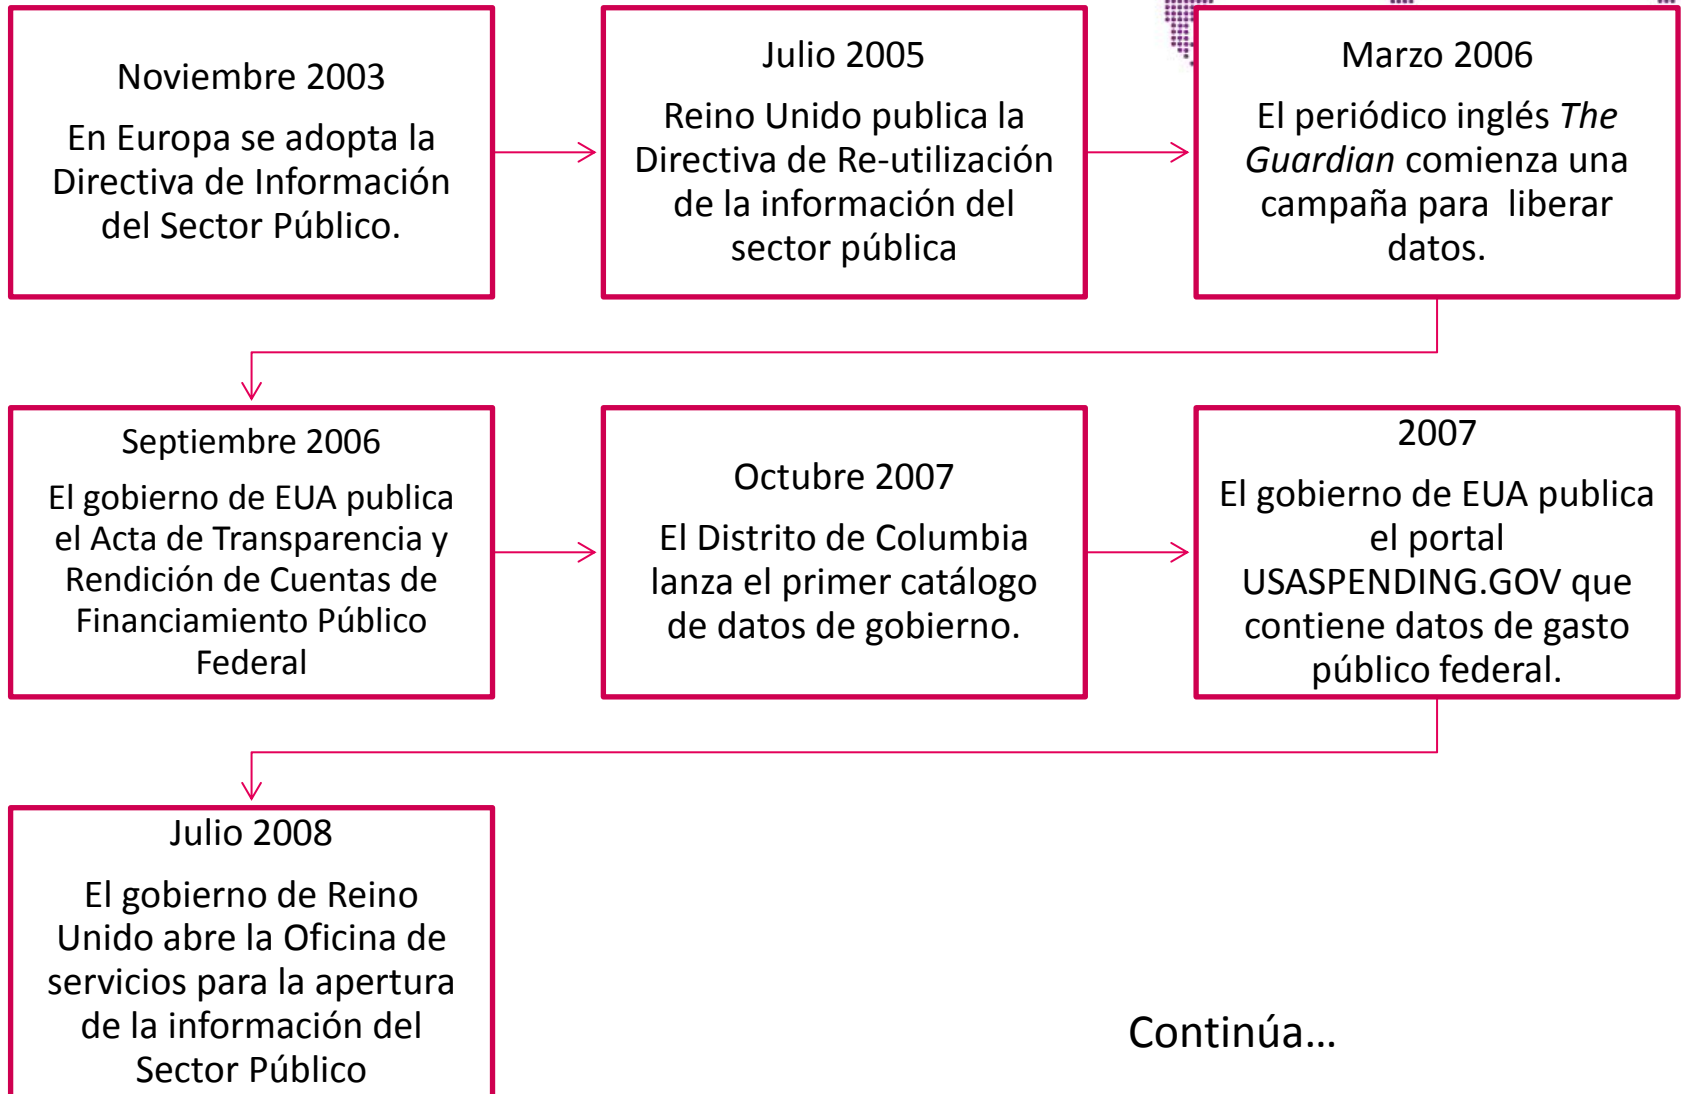 Noviembre 2003
En Europa se adopta la
Directiva de Información
del Sector Público.
Julio 2005
Reino Unido publica la
Directiva de Re-utilización
de la información del
sector pública
Marzo 2006
El periódico inglés The
Guardian comienza una
campaña para  liberar
datos.
Septiembre 2006
El gobierno de EUA publica
el Acta de Transparencia y
Rendición de Cuentas de
Financiamiento Público
Federal
Octubre 2007
El Distrito de Columbia
lanza el primer catálogo
de datos de gobierno.
2007
El gobierno de EUA publica
el portal
USASPENDING.GOV que
contiene datos de gasto
público federal.
Julio 2008
El gobierno de Reino
Unido abre la Oficina de
servicios para la apertura
de la información del
Sector Público
Continúa...